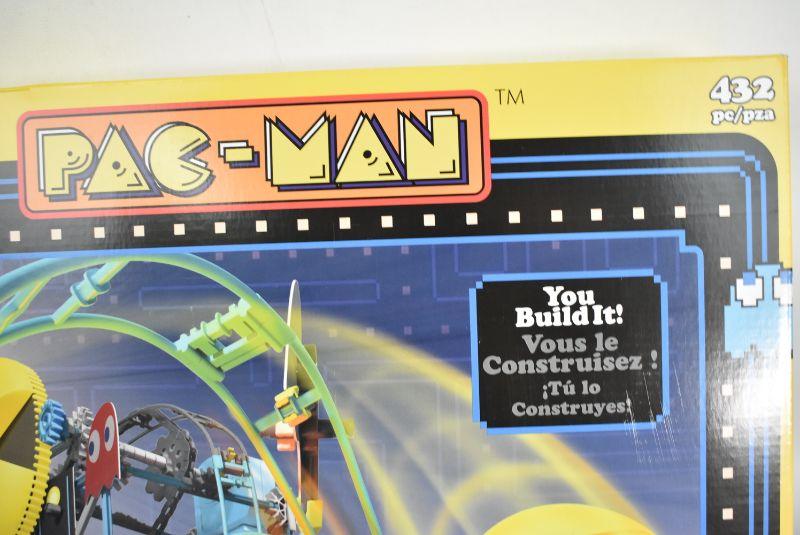 PAC-MAN TM
432
pc/pza
You
Build It!
Vous le
Construisez !
¡Tú lo
Construyes!